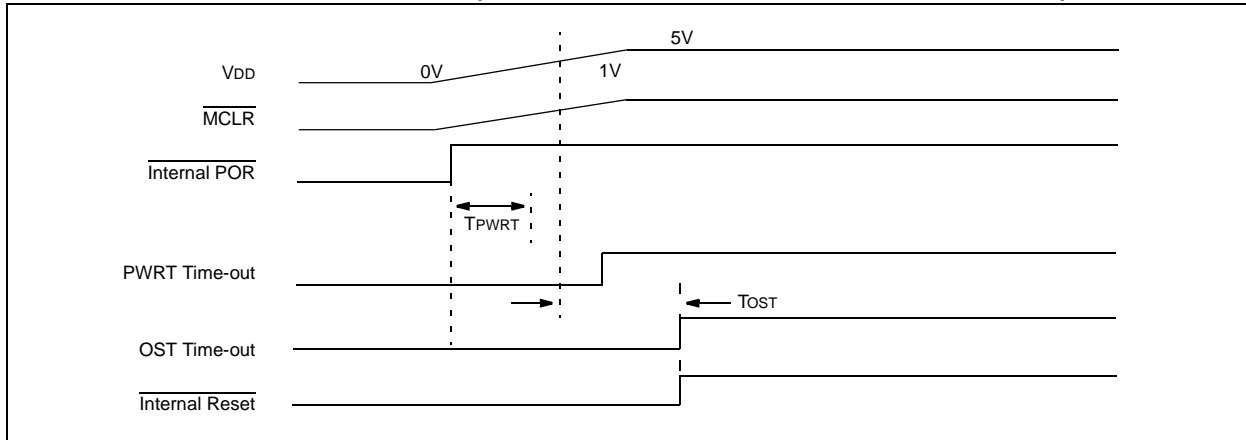 5V
VDD 0V 1V
MCLR
Internal POR
TPWRT
PWRT Time-out
TOST
OST Time-out
Internal Reset